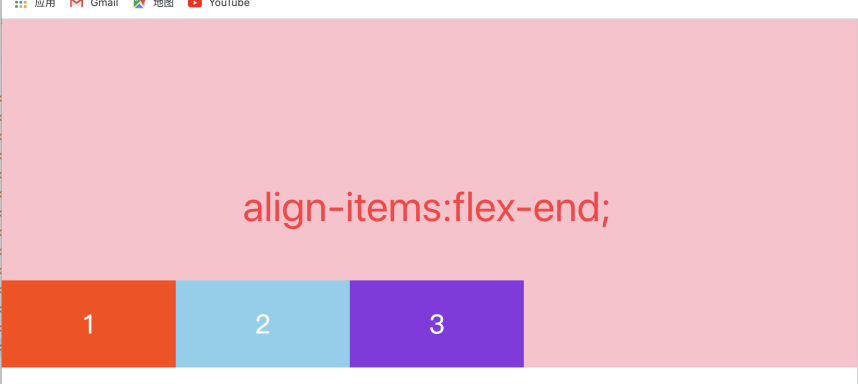 应用 Gmail 地图 YouTube
align-items:flex-end;
1 2 3